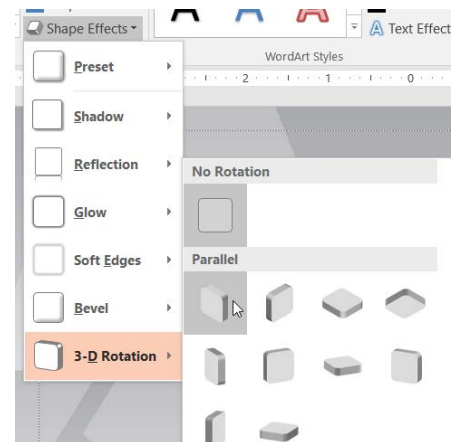 Shape Effects
A A A
A Text Effect
WordArt Styles
2 1 0
Preset
Shadow
Reflection
Glow
Soft Edges
Bevel
3-D Rotation
No Rotation
Parallel